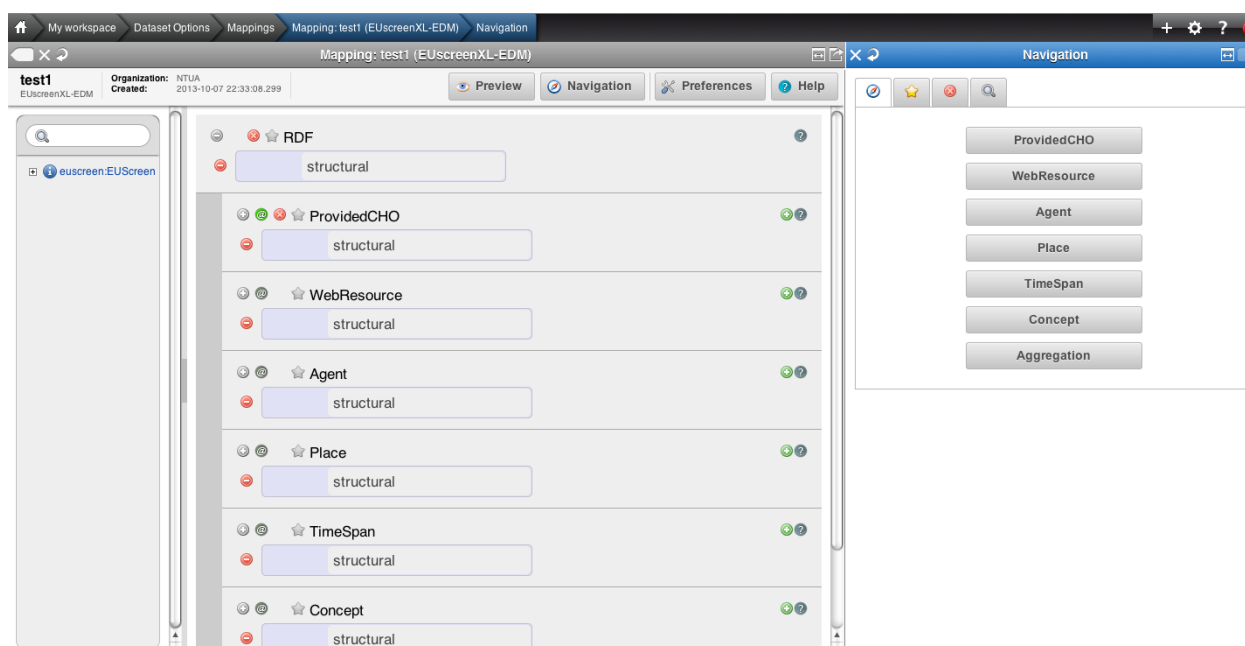 My workspace Dataset Options Mappings Mapping: test1 (EUscreenXL-EDM) Navigation + ?
Mapping: test1 (EUscreenXL-EDM)
Navigation
test1
EUscreenXL-EDM
Organization: NTUA
Created: 2013-10-07 22:33:08.299
Preview Navigation Preferences ? Help
euscreen:EUScreen
RDF
structural
ProvidedCHO
structural
WebResource
structural
Agent
structural
Place
structural
TimeSpan
structural
Concept
structural
ProvidedCHO
WebResource
Agent
Place
TimeSpan
Concept
Aggregation